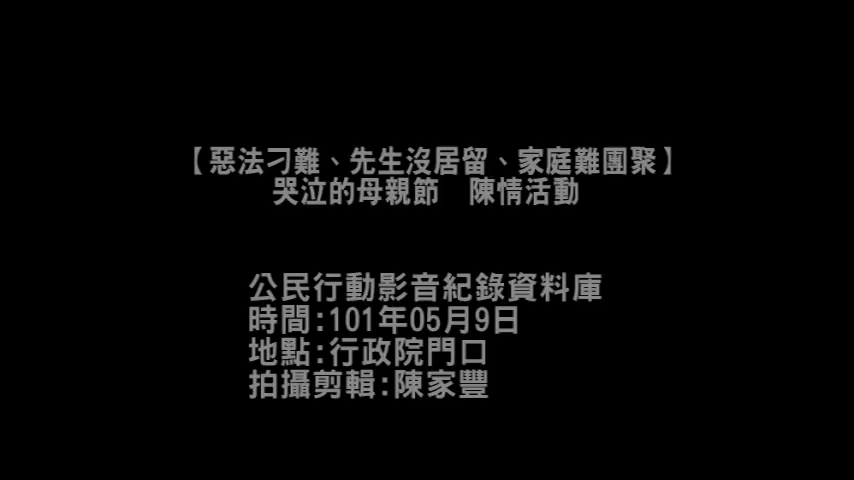 【惡法刁難、先生沒居留、家庭難團聚】
哭泣的母親節　陳情活動
公民行動影音紀錄資料庫
時間:101年05月9日
地點:行政院門口
拍攝剪輯:陳家豐